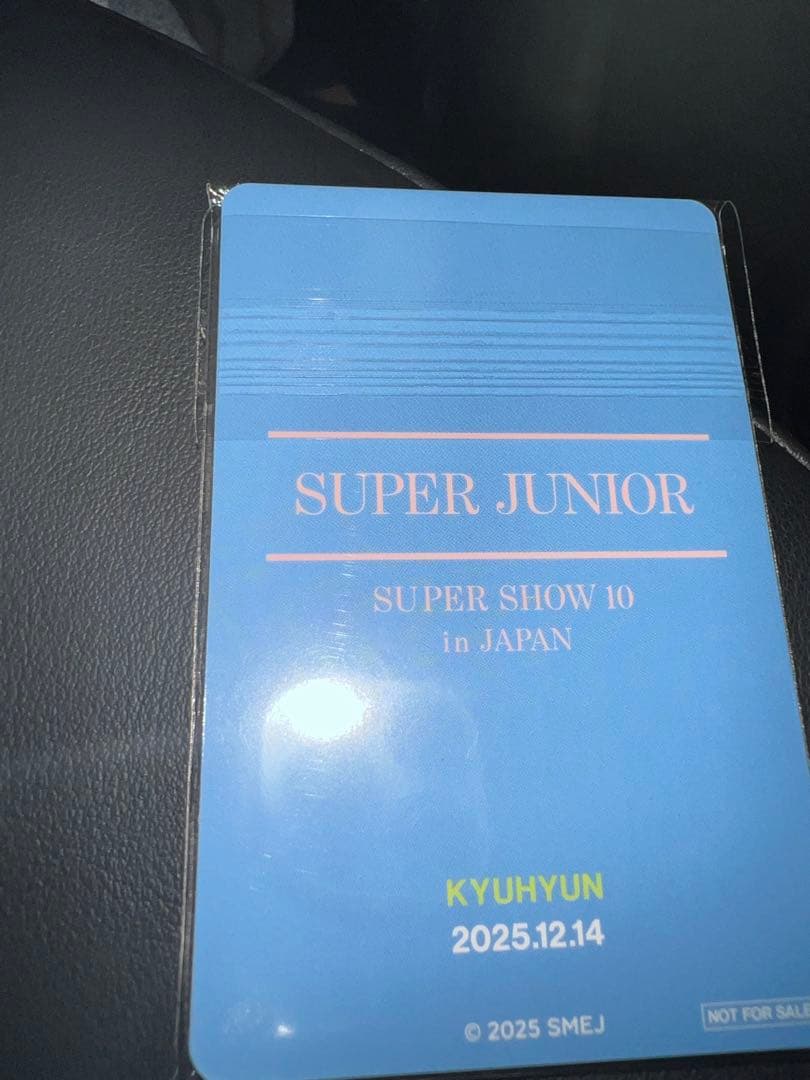 SUPER JUNIOR
SUPER SHOW 10
in JAPAN
KYUHYUN
2025.12.14
© 2025 SMEJ
NOT FOR SALE